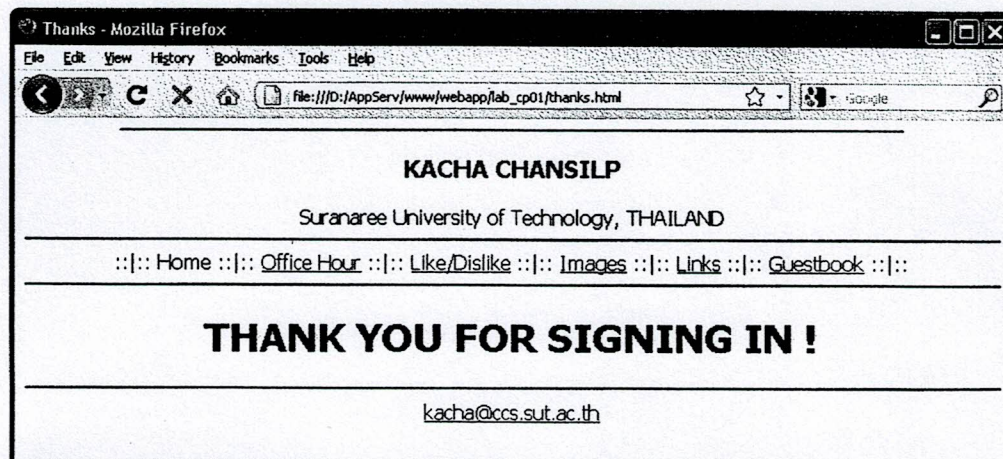 Thanks - Mozilla Firefox
File Edit View History Bookmarks Tools Help
file:///D:/AppServ/www/webapp/lab_cp01/thanks.html Google
KACHA CHANSILP
Suranaree University of Technology, THAILAND
::|:: Home ::|:: Office Hour ::|:: Like/Dislike ::|:: Images ::|:: Links ::|:: Guestbook ::|::
THANK YOU FOR SIGNING IN !
kacha@ccs.sut.ac.th